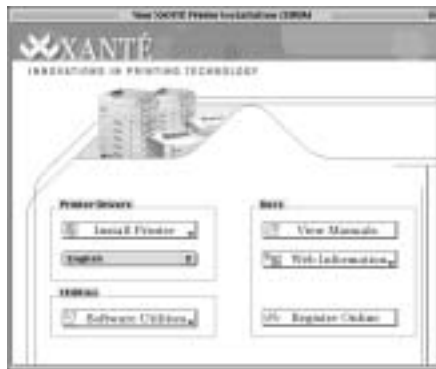 XANTÉ
INNOVATIONS IN PRINTING TECHNOLOGY
Printer Drivers
Install Printer
English
Utilities
Software Utilities
View Manuals
Web Information
Register Online